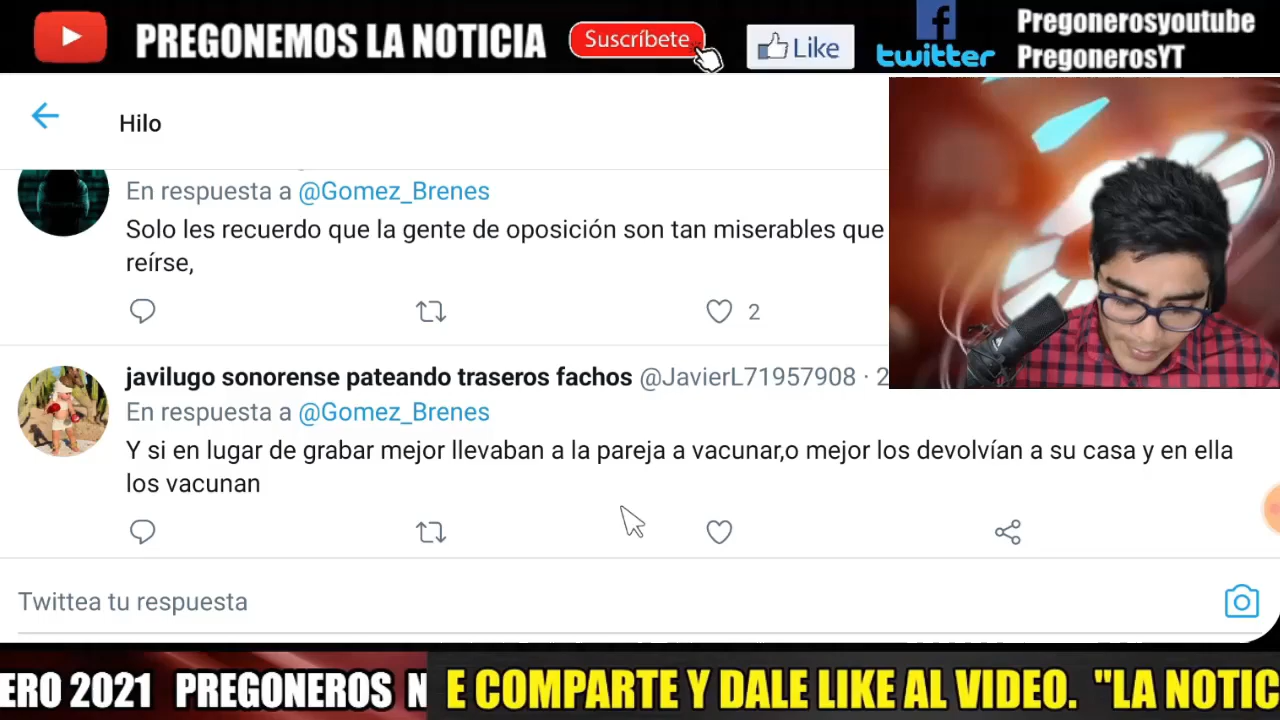 PREGONEMOS LA NOTICIA
Suscríbete
Like
twitter
Pregonerosyoutube
PregonerosYT
Hilo
En respuesta a @Gomez_Brenes
Solo les recuerdo que la gente de oposición son tan miserables que
reírse,
2
javilugo sonorense pateando traseros fachos @JavierL71957908 · 2
En respuesta a @Gomez_Brenes
Y si en lugar de grabar mejor llevaban a la pareja a vacunar,o mejor los devolvían a su casa y en ella
los vacunan
Twittea tu respuesta
ERO 2021 PREGONEROS N E COMPARTE Y DALE LIKE AL VIDEO. "LA NOTIC